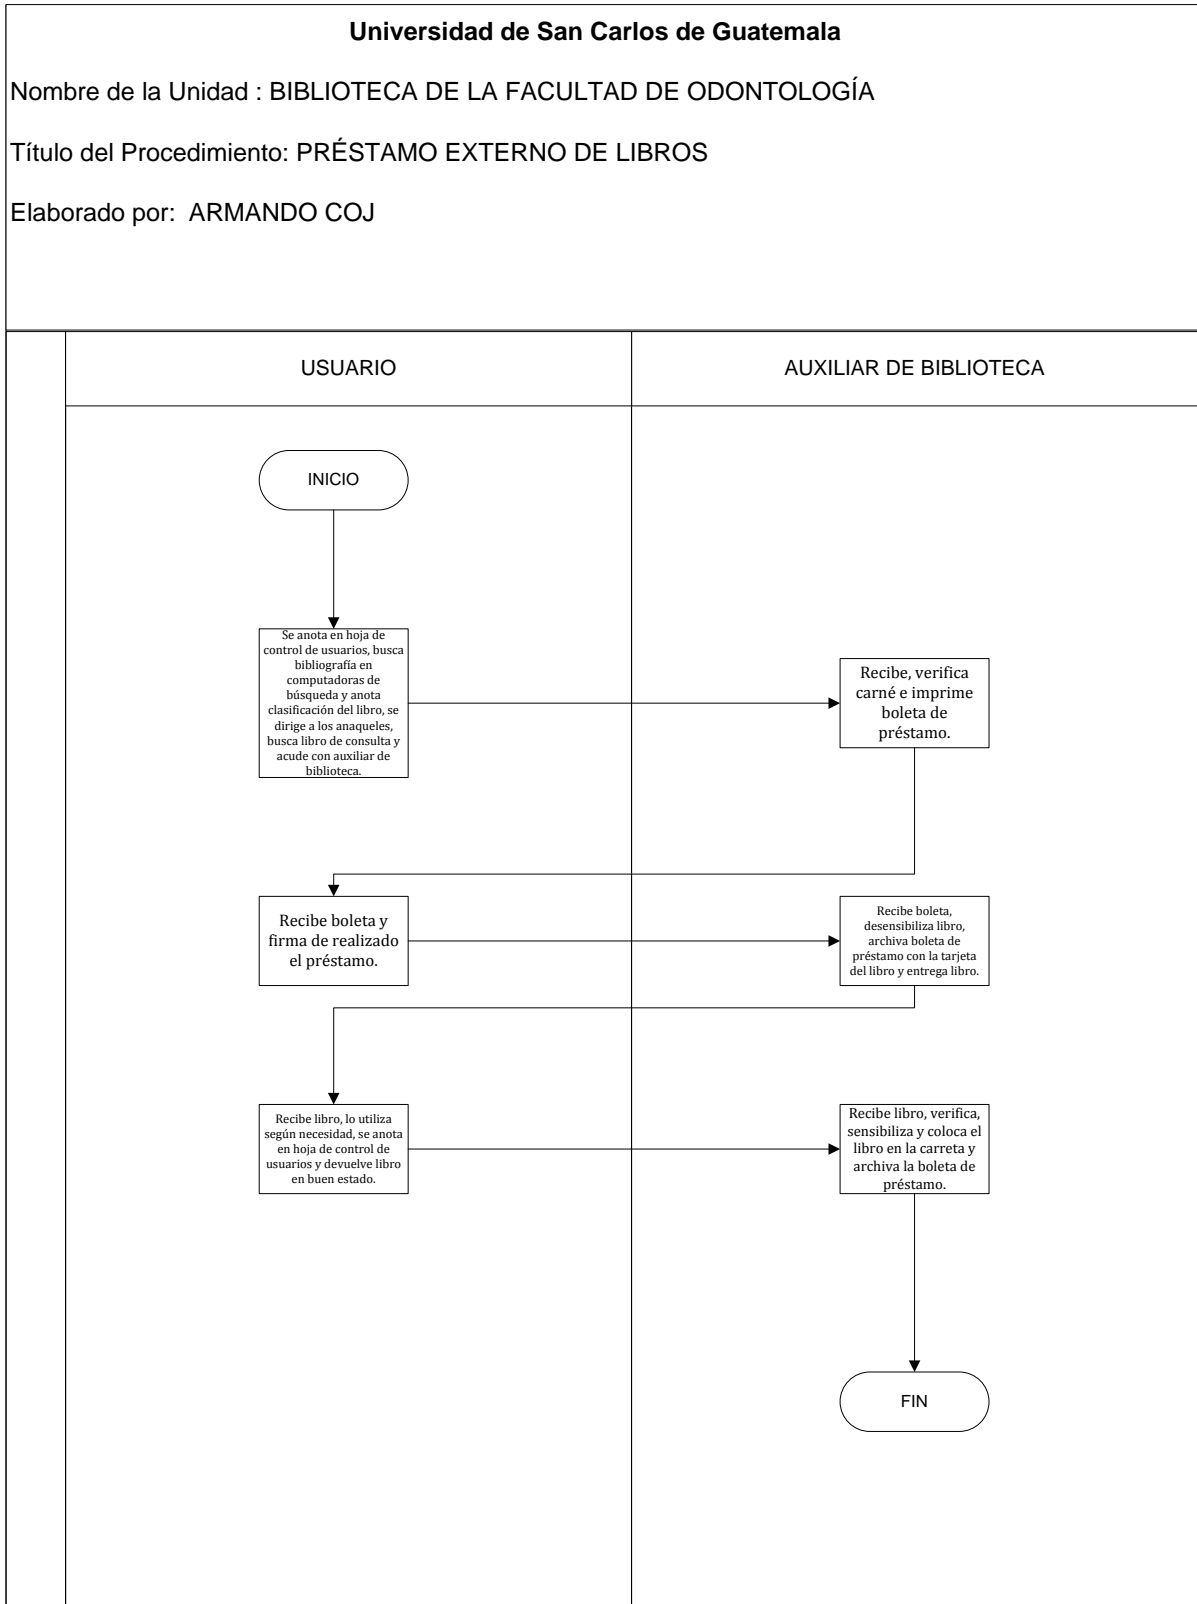 Universidad de San Carlos de Guatemala
Nombre de la Unidad : BIBLIOTECA DE LA FACULTAD DE ODONTOLOGÍA
Título del Procedimiento: PRÉSTAMO EXTERNO DE LIBROS
Elaborado por: ARMANDO COJ
USUARIO
AUXILIAR DE BIBLIOTECA
INICIO
Se anota en hoja de
control de usuarios, busca
bibliografía en
computadoras de
búsqueda y anota
clasificación del libro, se
dirige a los anaqueles,
busca libro de consulta y
acude con auxiliar de
biblioteca.
Recibe, verifica
carné e imprime
boleta de
préstamo.
Recibe boleta y
firma de realizado
el préstamo.
Recibe boleta,
desensibiliza libro,
archiva boleta de
préstamo con la tarjeta
del libro y entrega libro.
Recibe libro, lo utiliza
según necesidad, se anota
en hoja de control de
usuarios y devuelve libro
en buen estado.
Recibe libro, verifica,
sensibiliza y coloca el
libro en la carreta y
archiva la boleta de
préstamo.
FIN